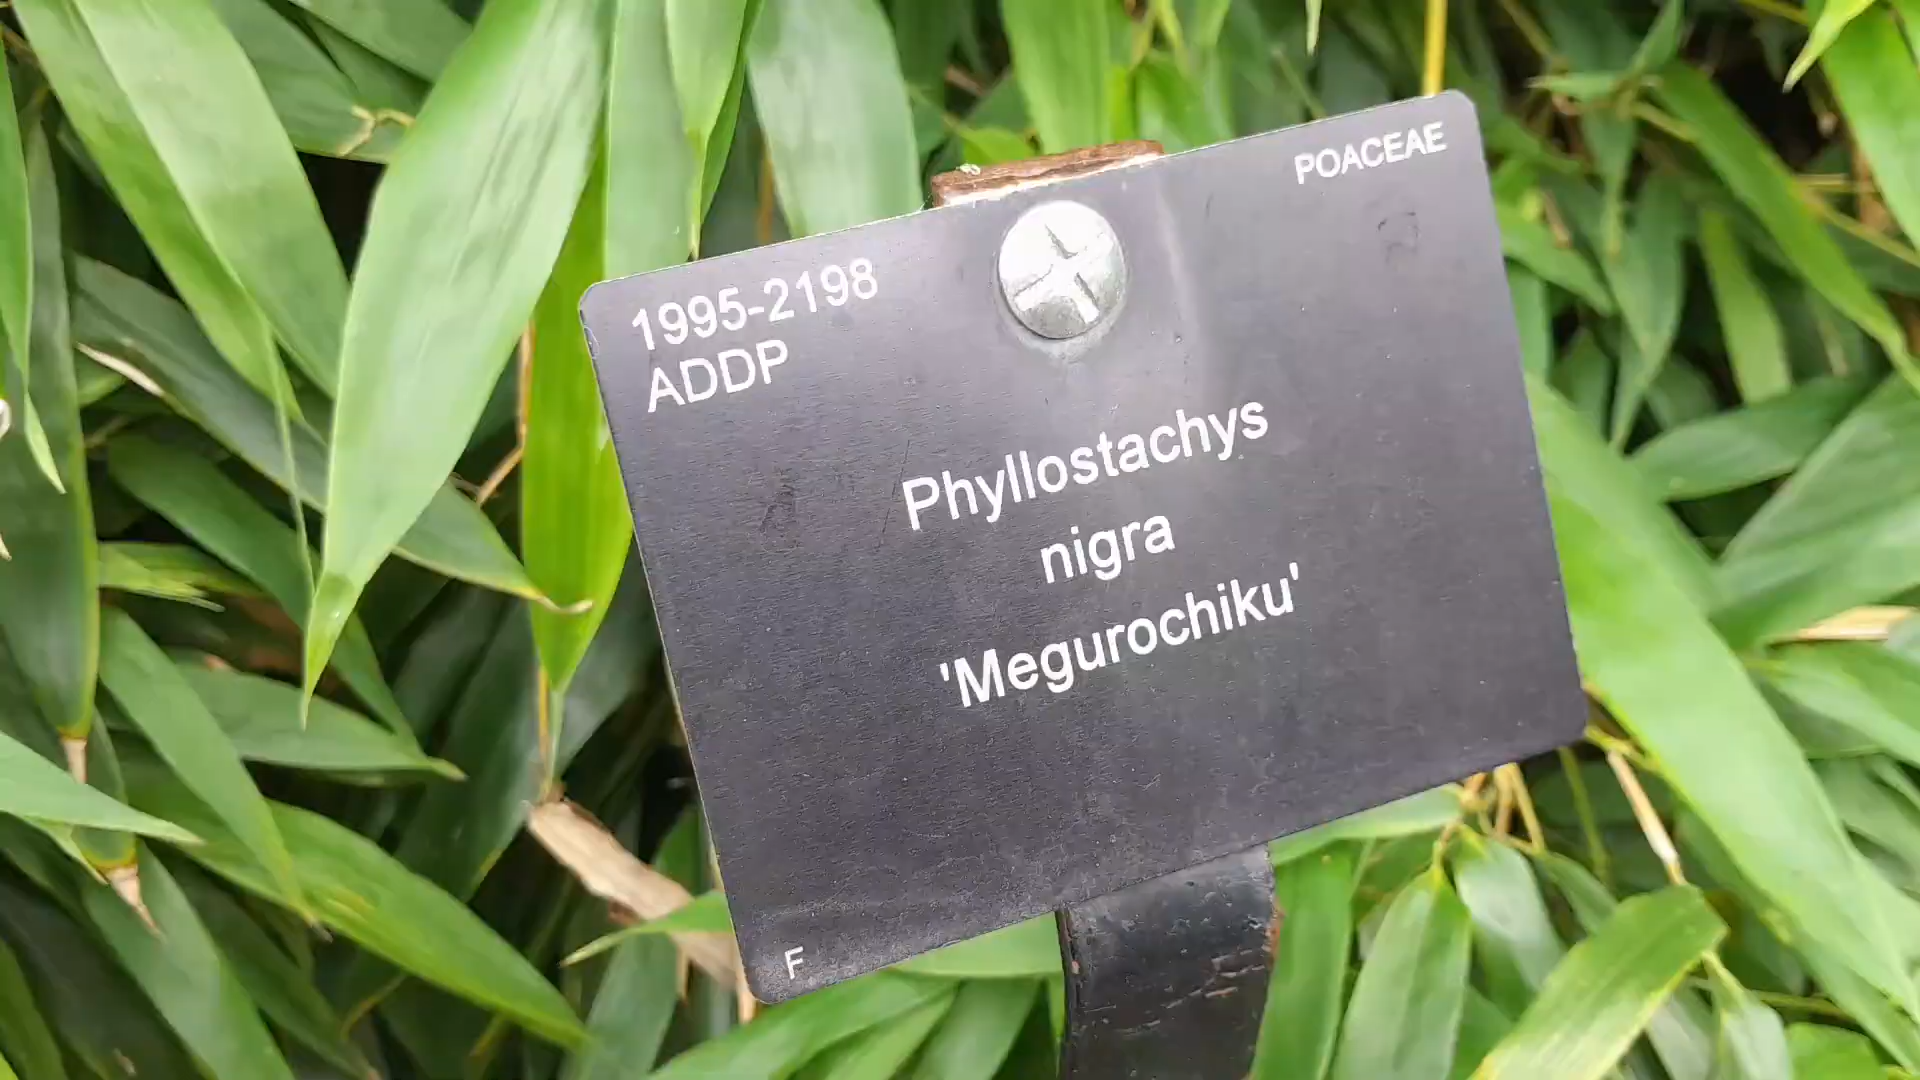 POACEAE
1995-2198
ADDP
Phyllostachys
nigra
'Megurochiku'
F